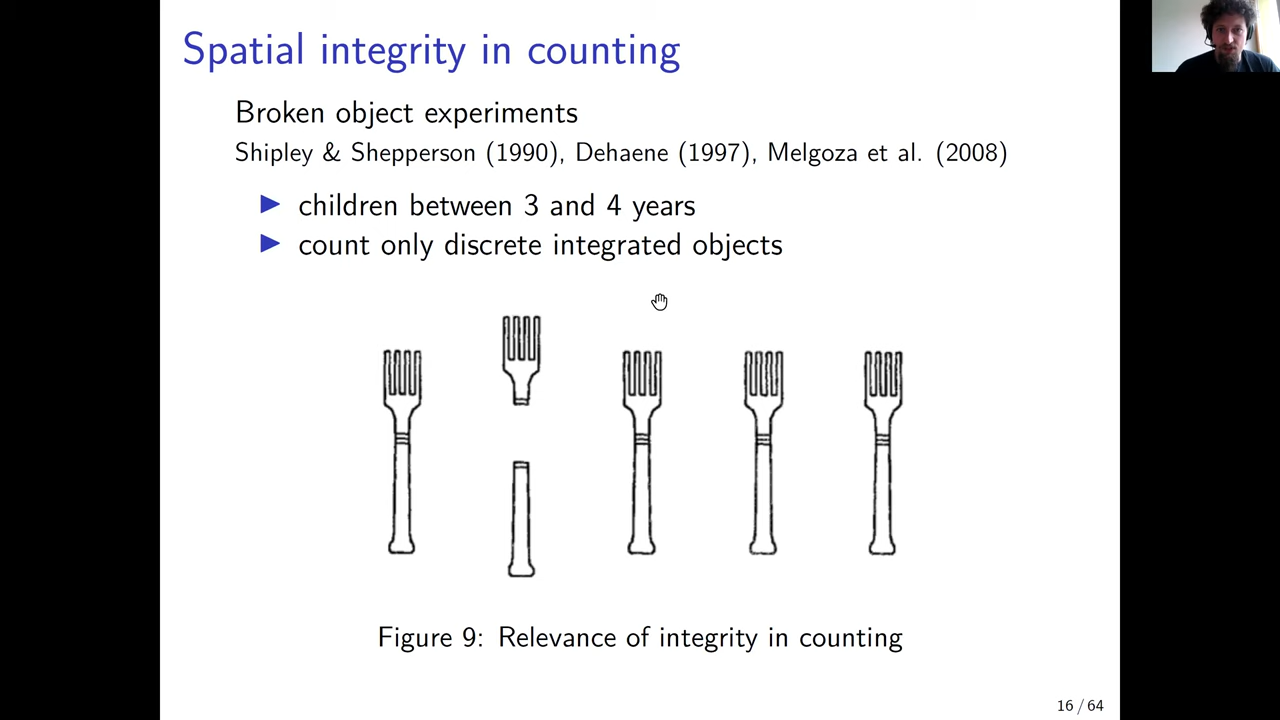 Spatial integrity in counting
Broken object experiments
Shipley & Shepperson (1990), Dehaene (1997), Melgoza et al. (2008)
children between 3 and 4 years
count only discrete integrated objects
Figure 9: Relevance of integrity in counting
16 / 64